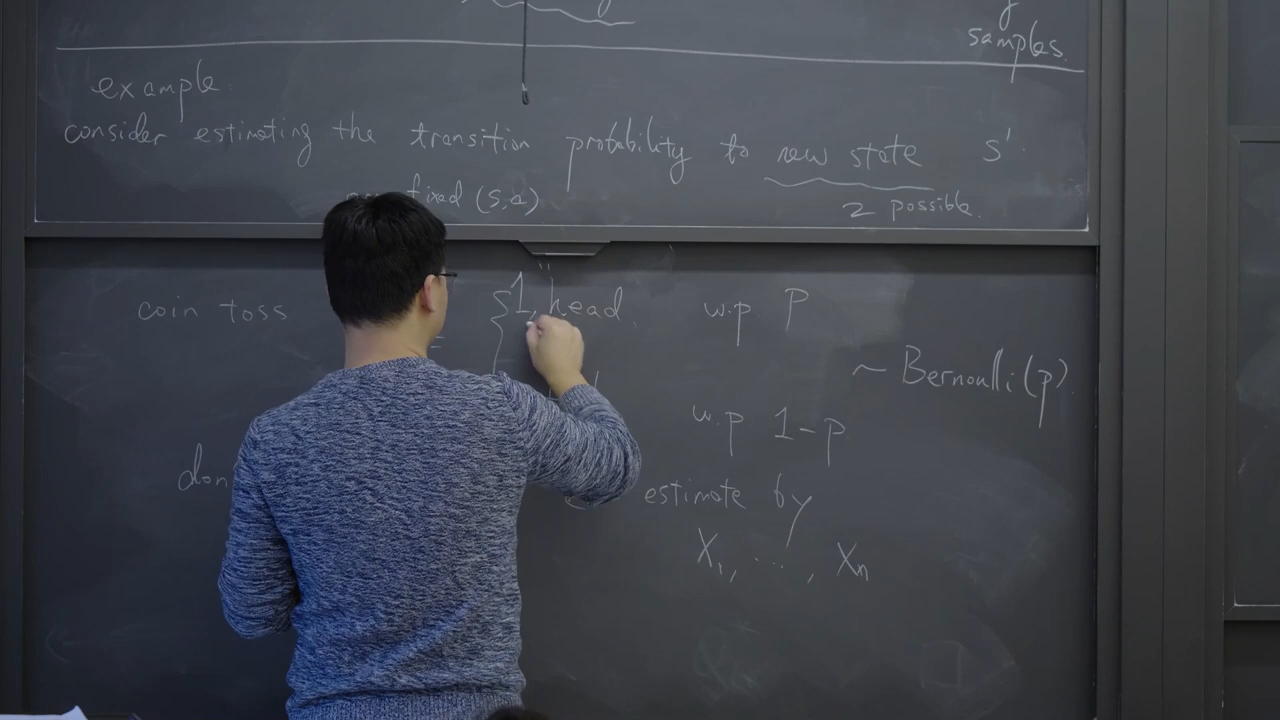 samples.
example.
consider estimating the transition probability to new state s'.
fixed (s,a)
2 possible.
coin toss = { 1, "head, w.p. P
~ Bernoulli(p)
w.p 1-p
estimate by
X1, ..., Xn